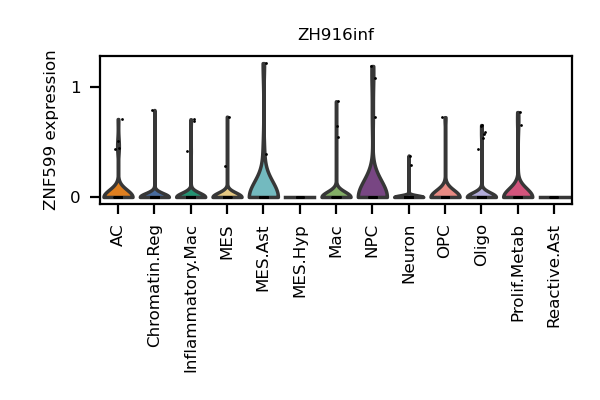 ZH916inf
ZNF599 expression
1
0
AC
Chromatin.Reg
Inflammatory.Mac
MES
MES.Ast
MES.Hyp
Mac
NPC
Neuron
OPC
Oligo
Prolif.Metab
Reactive.Ast